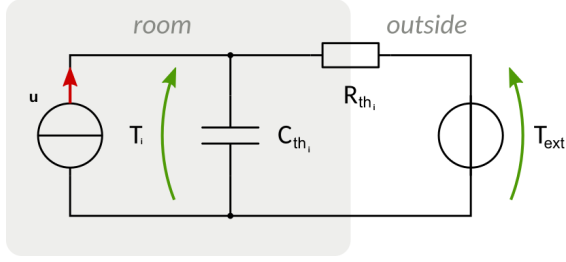 room
outside
u
R_th_i
T_i
C_th_i
T_ext